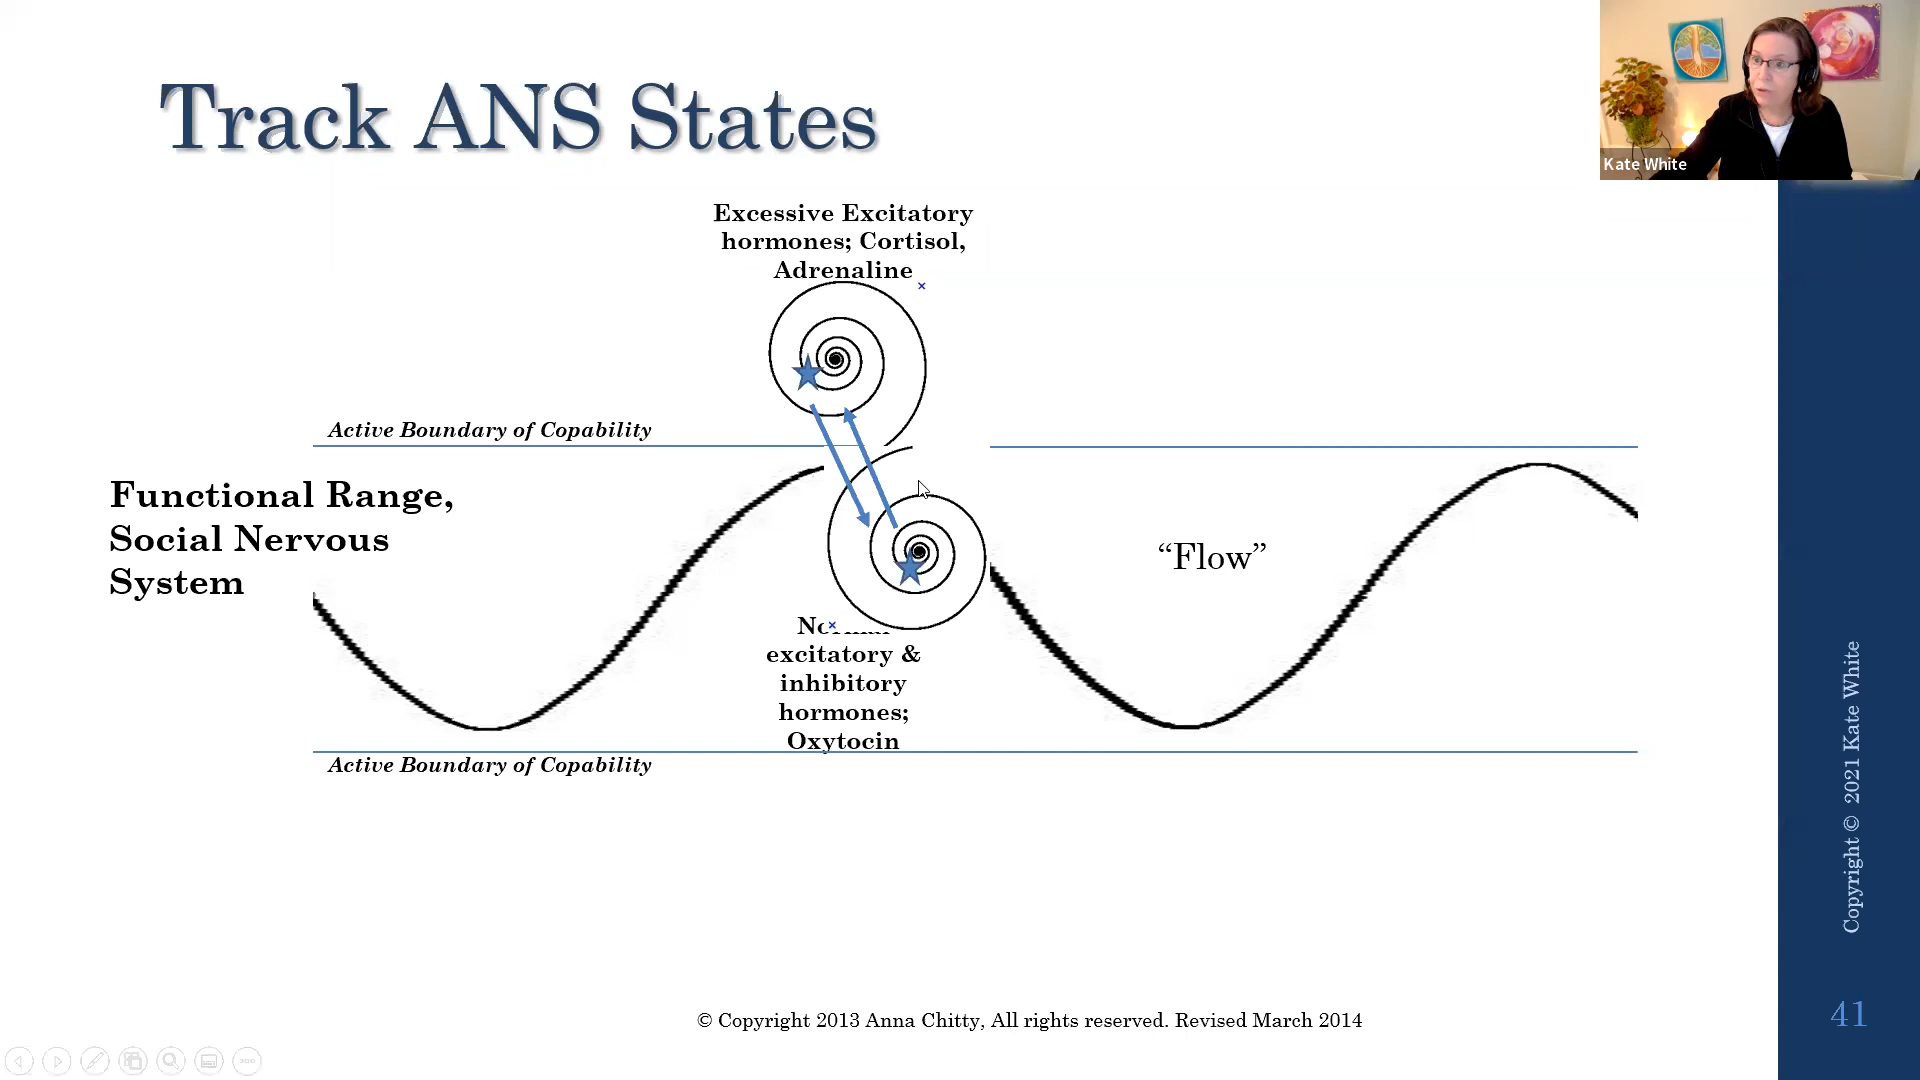 Track ANS States
Kate White
Excessive Excitatory
hormones; Cortisol,
Adrenaline
Active Boundary of Copability
Functional Range,
Social Nervous
System
“Flow”
excitatory &
inhibitory
hormones;
Oxytocin
Active Boundary of Copability
Copyright © 2021 Kate White
41
© Copyright 2013 Anna Chitty, All rights reserved. Revised March 2014